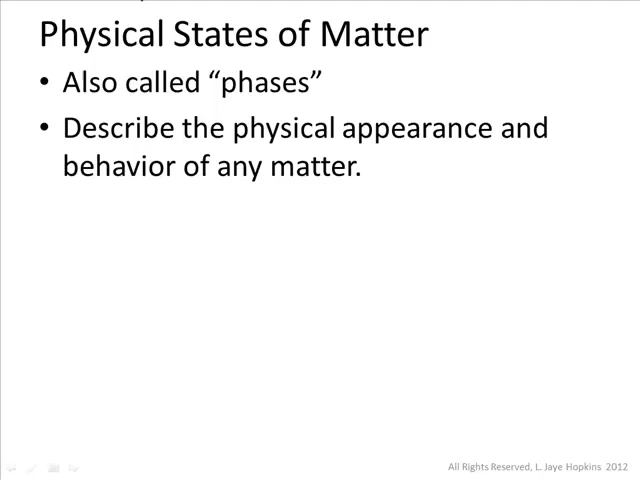 Physical States of Matter
• Also called “phases”
• Describe the physical appearance and
behavior of any matter.
All Rights Reserved, L. Jaye Hopkins 2012